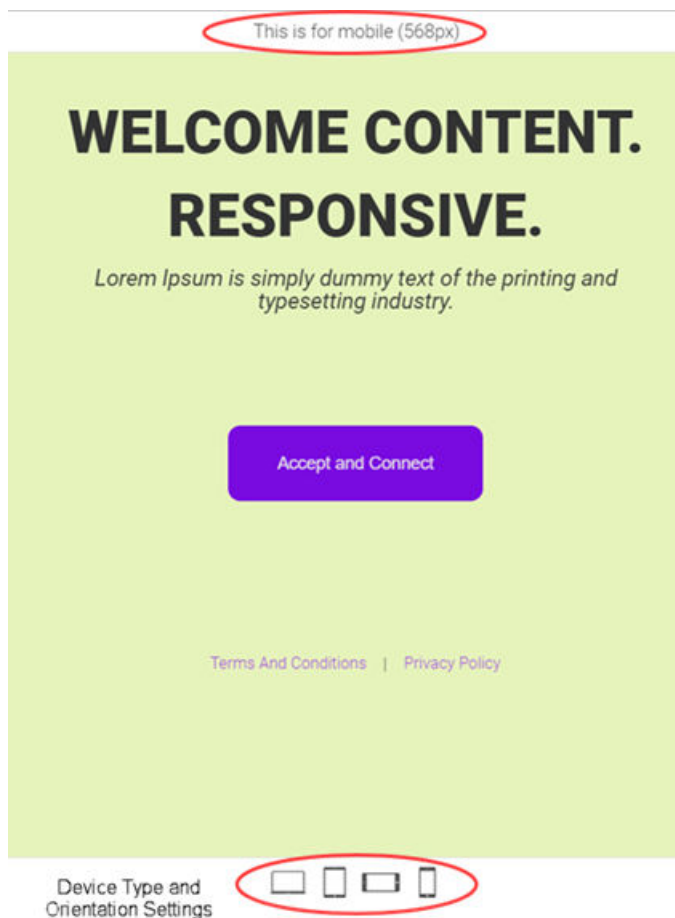 This is for mobile (568px)
WELCOME CONTENT.
RESPONSIVE.
Lorem Ipsum is simply dummy text of the printing and
typesetting industry.
Accept and Connect
Terms And Conditions | Privacy Policy
Device Type and
Orientation Settings